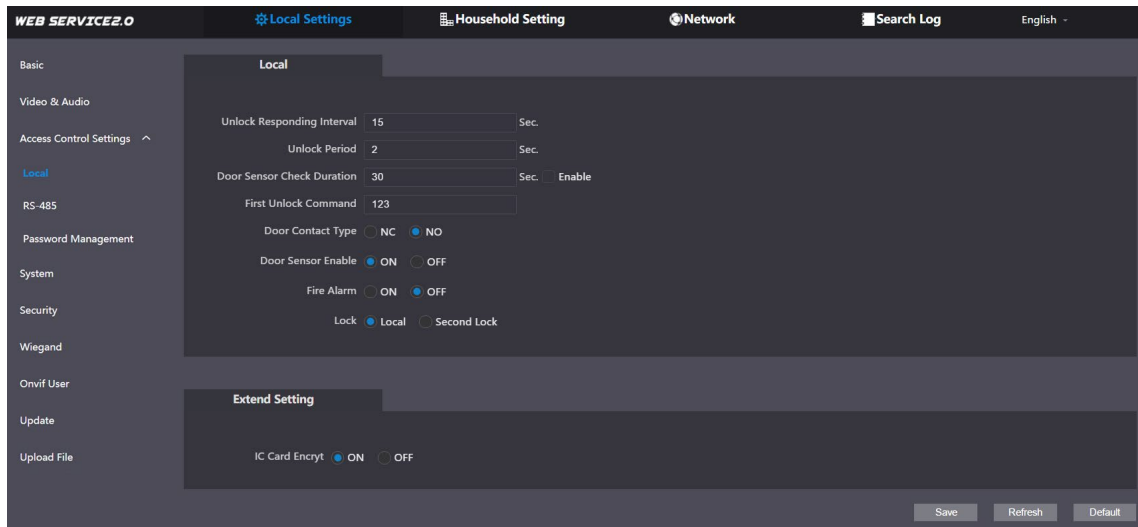 WEB SERVICE2.0 Local Settings Household Setting Network Search Log English
Basic
Video & Audio
Access Control Settings
Local
RS-485
Password Management
System
Security
Wiegand
Onvif User
Update
Upload File
Local
Unlock Responding Interval 15 Sec.
Unlock Period 2 Sec.
Door Sensor Check Duration 30 Sec. Enable
First Unlock Command 123
Door Contact Type NC NO
Door Sensor Enable ON OFF
Fire Alarm ON OFF
Lock Local Second Lock
Extend Setting
IC Card Encryt ON OFF
Save Refresh Default